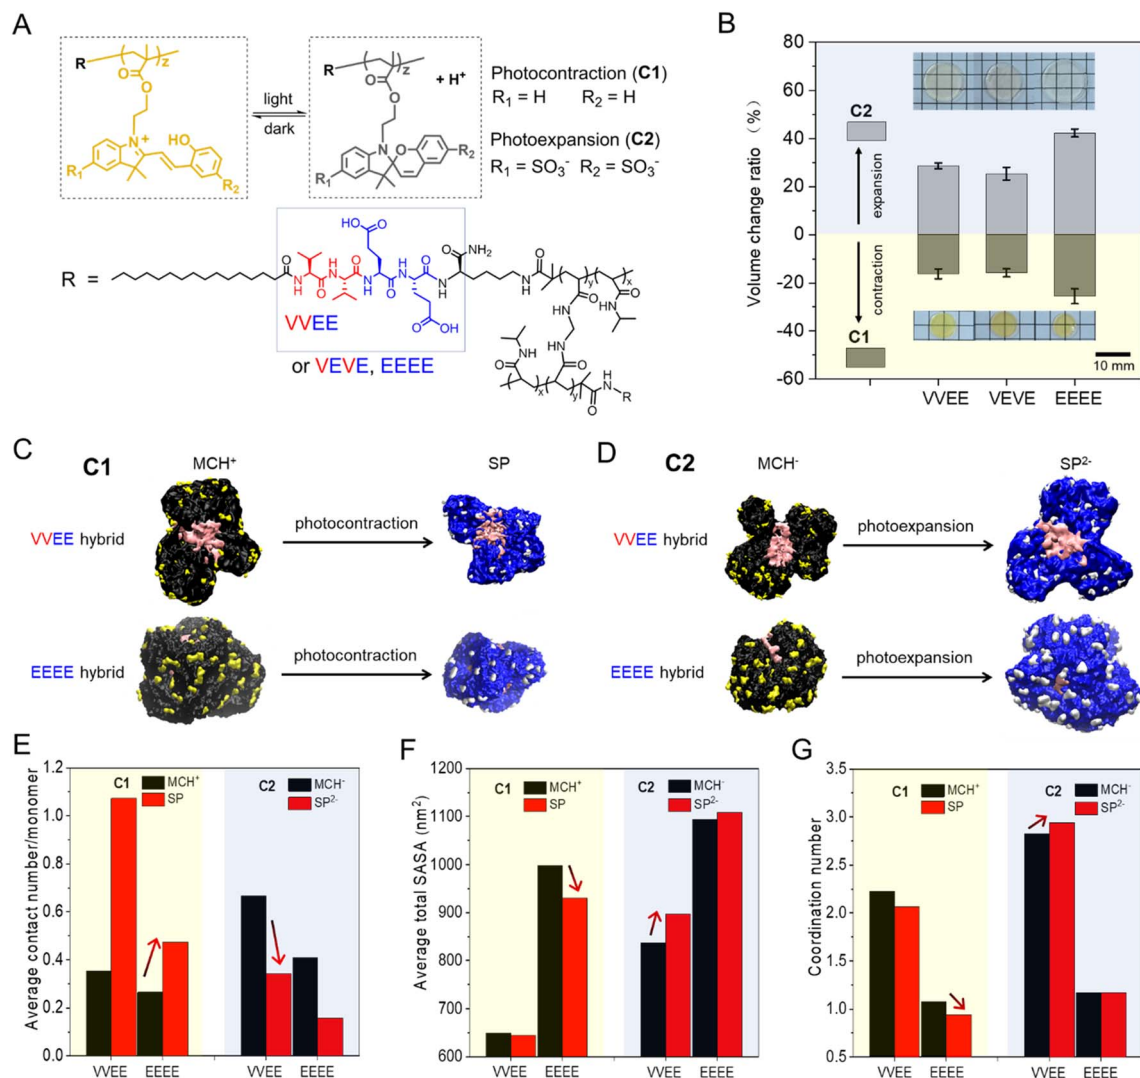 A
R
z
O
O
N
+
HO
R1
R2
light
dark
R
z
O
O
N
O
R1
R2
+ H⁺
Photocontraction (C1)
R1 = H R2 = H
Photoexpansion (C2)
R1 = SO3⁻ R2 = SO3⁻
R =
HO
O
O
H
N
O
N
H
O
H
N
O
N
H
O
NH2
O
OH
VVEE
or VEVE, EEEE
H
N
O
y
x
O
NH
O
HN
NH
HN
O
O
x
y
O
H
N
R
B
Volume change ratio (%)
80
60
40
20
0
-20
-40
-60
C2
expansion
contraction
C1
10 mm
VVEE VEVE EEEE
C
C1
MCH⁺
SP
VVEE hybrid
photocontraction
EEEE hybrid
photocontraction
D
C2
MCH⁻
SP²⁻
VVEE hybrid
photoexpansion
EEEE hybrid
photoexpansion
E
Average contact number/monomer
1.2
1.0
0.8
0.6
0.4
0.2
0.0
C1 MCH⁺
SP
C2 MCH⁻
SP²⁻
VVEE EEEE VVEE EEEE
F
Average total SASA (nm²)
1200
1100
1000
900
800
700
600
C1 MCH⁺
SP
C2 MCH⁻
SP²⁻
VVEE EEEE VVEE EEEE
G
Coordination number
3.5
3.0
2.5
2.0
1.5
1.0
0.5
C1 MCH⁺
SP
C2 MCH⁻
SP²⁻
VVEE EEEE VVEE EEEE